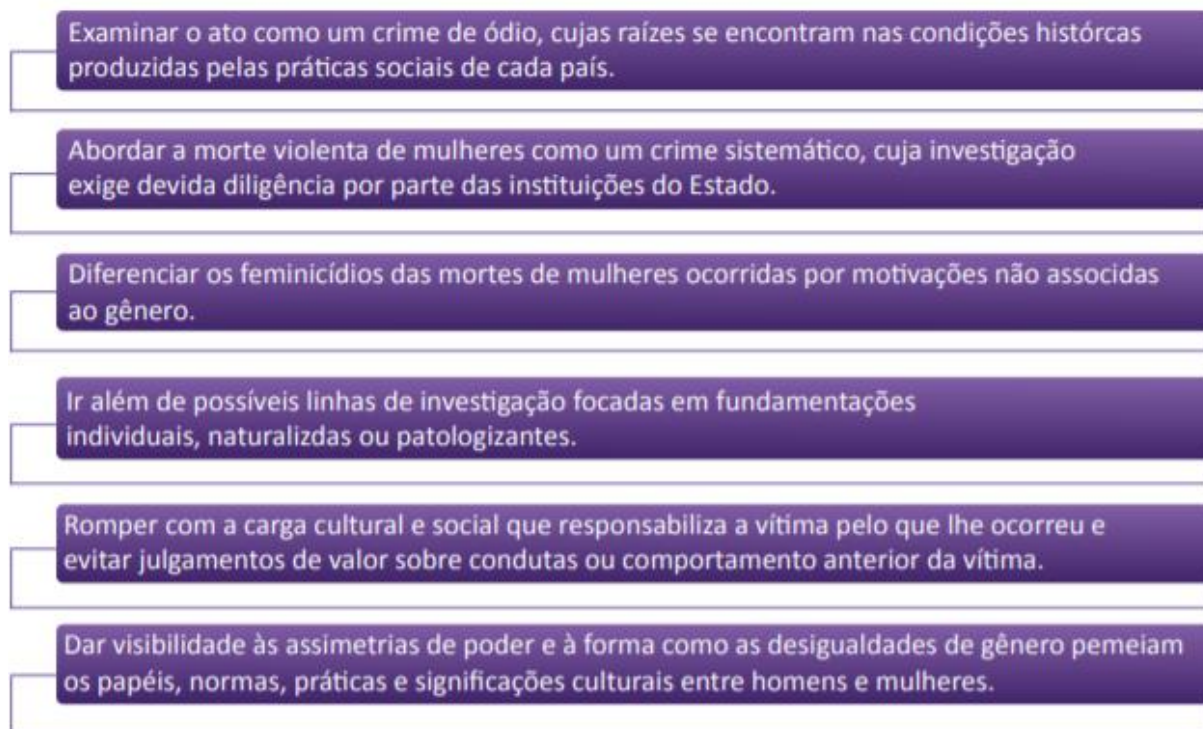 Examinar o ato como um crime de ódio, cujas raízes se encontram nas condições histórcas
produzidas pelas práticas sociais de cada país.
Abordar a morte violenta de mulheres como um crime sistemático, cuja investigação
exige devida diligência por parte das instituições do Estado.
Diferenciar os feminicídios das mortes de mulheres ocorridas por motivações não associdas
ao gênero.
Ir além de possíveis linhas de investigação focadas em fundamentações
individuais, naturalizdas ou patologizantes.
Romper com a carga cultural e social que responsabiliza a vítima pelo que lhe ocorreu e
evitar julgamentos de valor sobre condutas ou comportamento anterior da vítima.
Dar visibilidade às assimetrias de poder e à forma como as desigualdades de gênero pemeiam
os papéis, normas, práticas e significações culturais entre homens e mulheres.